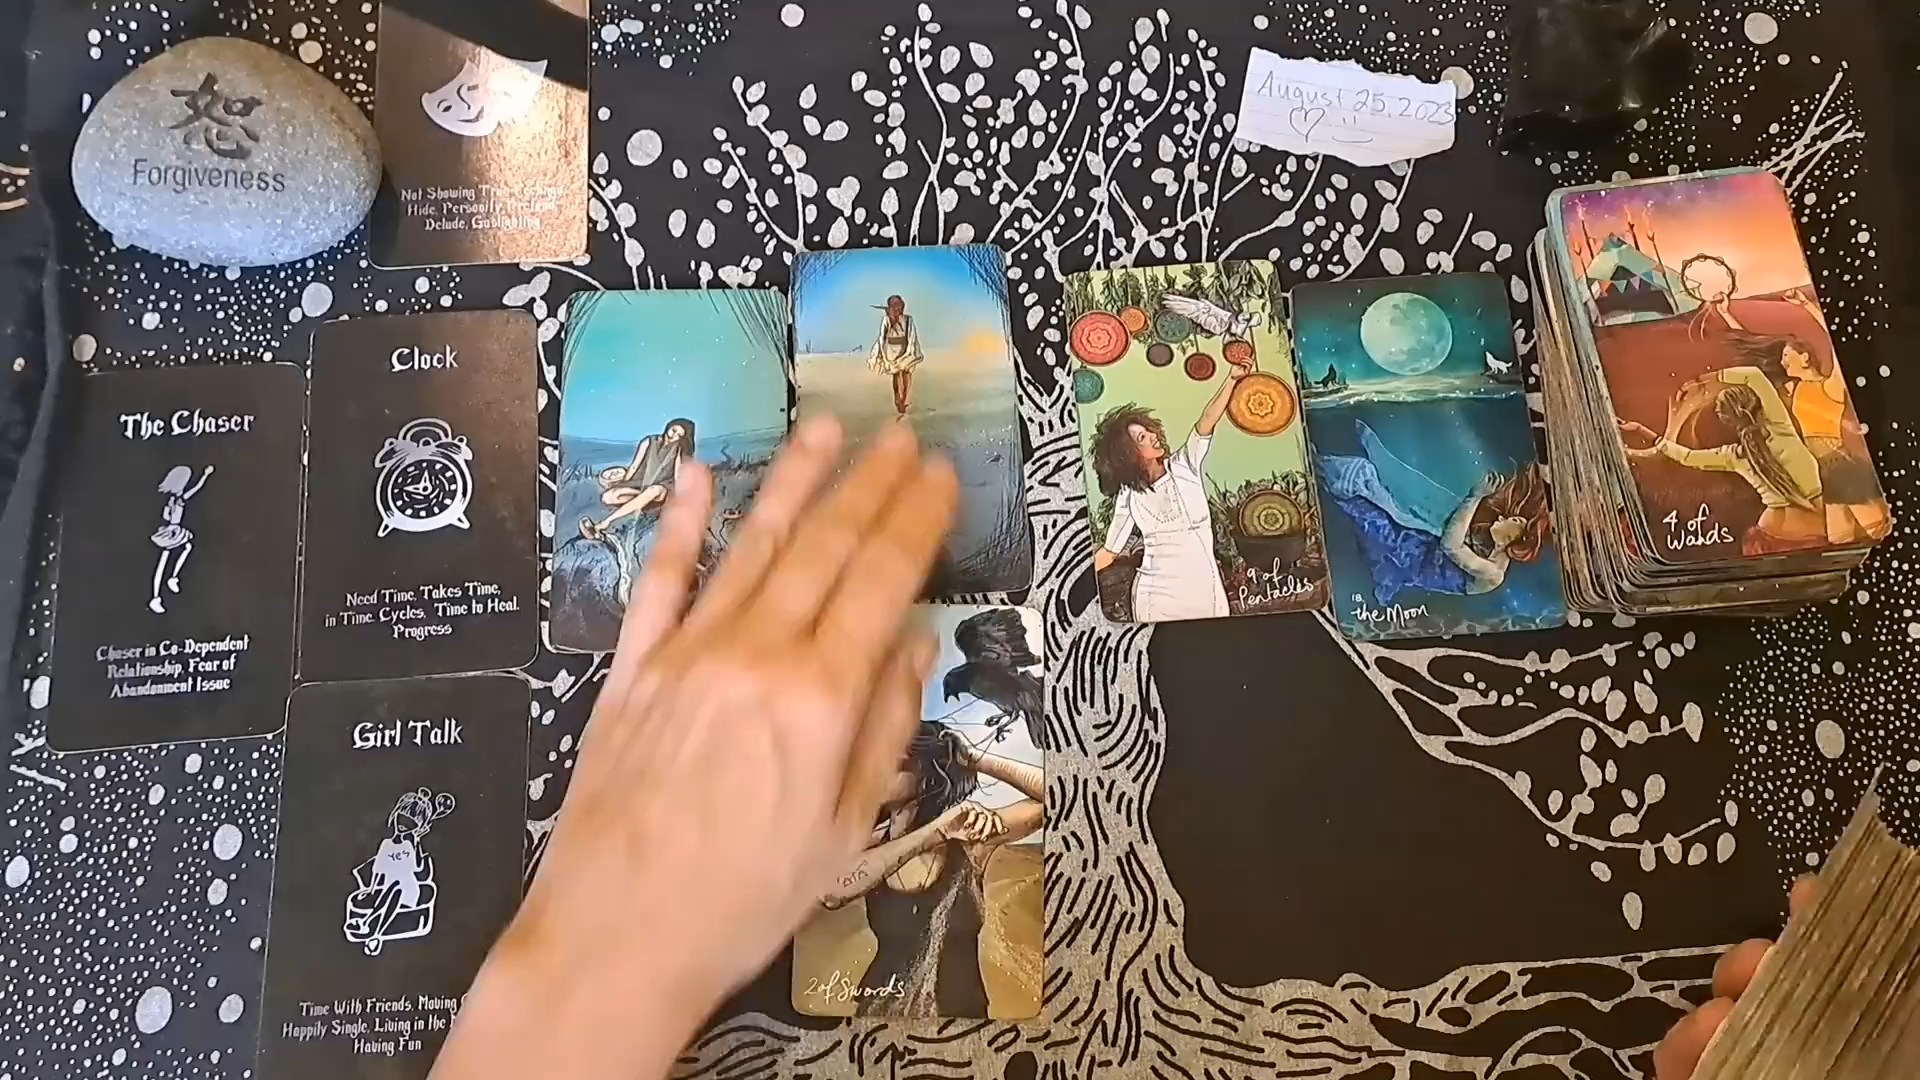 恕
Forgiveness
Not Showing True Feelings,
Hide, Personify, Pretend,
Delude, Gaslighting
August 25, 2023
The Chaser
Chaser in Co-Dependent
Relationship, Fear of
Abandonment Issue
Clock
Need Time, Takes Time,
in Time, Cycles, Time to Heal,
Progress
Girl Talk
Yes
Time With Friends, Moving
Happily Single, Living in the
Having Fun
2 of Swords
9 of
Pentacles
18.
the Moon
4 of
Wands